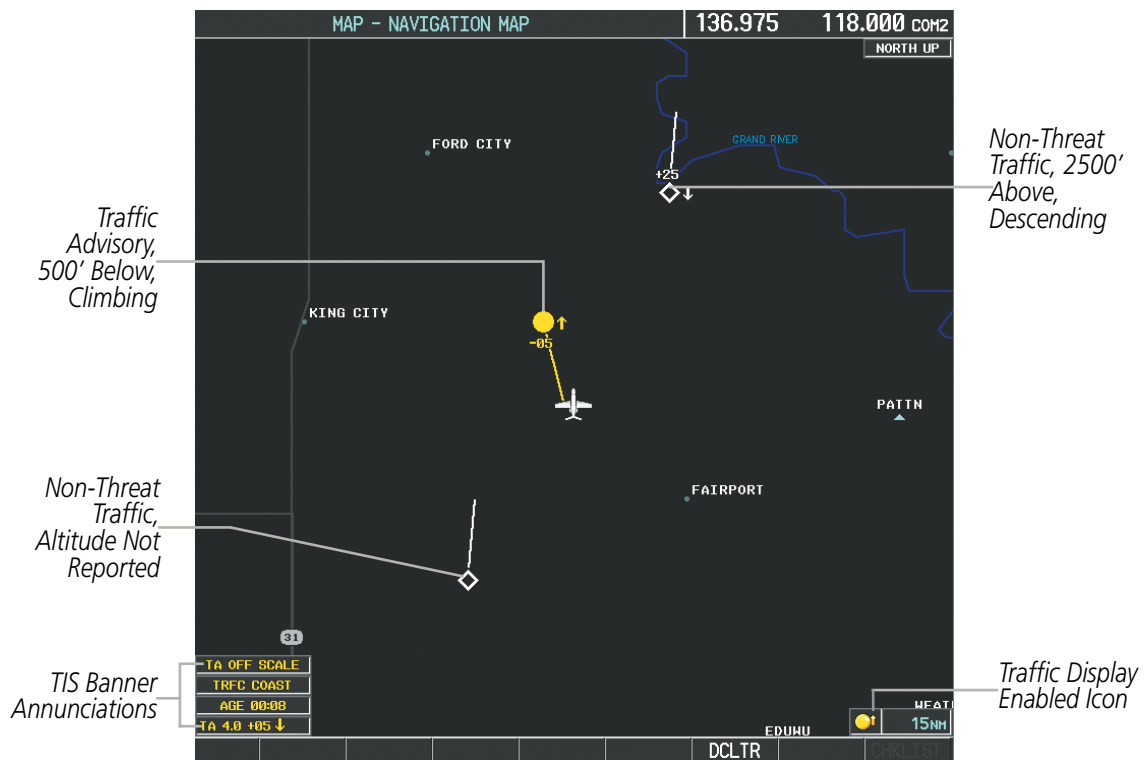 MAP – NAVIGATION MAP
136.975 118.000 COM2
NORTH UP
GRAND RIVER
FORD CITY
+25
Non-Threat
Traffic, 2500’
Above,
Descending
Traffic
Advisory,
500’ Below,
Climbing
KING CITY
-05
PATTN
FAIRPORT
Non-Threat
Traffic,
Altitude Not
Reported
31
TA OFF SCALE
TRFC COAST
AGE 00:08
TA 4.0 +05
TIS Banner
Annunciations
Traffic Display
Enabled Icon
15NM
EDUWU
DCLTR
CHKLIST